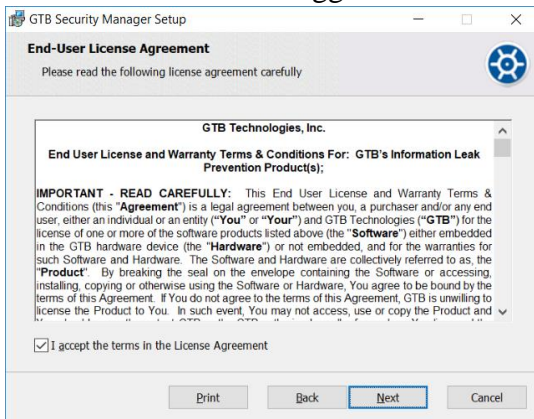 GTB Security Manager Setup
End-User License Agreement
Please read the following license agreement carefully
GTB Technologies, Inc.
End User License and Warranty Terms & Conditions For: GTB's Information Leak
Prevention Product(s);
IMPORTANT - READ CAREFULLY: This End User License and Warranty Terms &
Conditions (this "Agreement") is a legal agreement between you, a purchaser and/or any end
user, either an individual or an entity ("You" or "Your") and GTB Technologies ("GTB") for the
license of one or more of the software products listed above (the "Software") either embedded
in the GTB hardware device (the "Hardware") or not embedded, and for the warranties for
such Software and Hardware. The Software and Hardware are collectively referred to as, the
"Product". By breaking the seal on the envelope containing the Software or accessing,
installing, copying or otherwise using the Software or Hardware, You agree to be bound by the
terms of this Agreement. If You do not agree to the terms of this Agreement, GTB is unwilling to
license the Product to You. In such event, You may not access, use or copy the Product and
I accept the terms in the License Agreement
Print Back Next Cancel